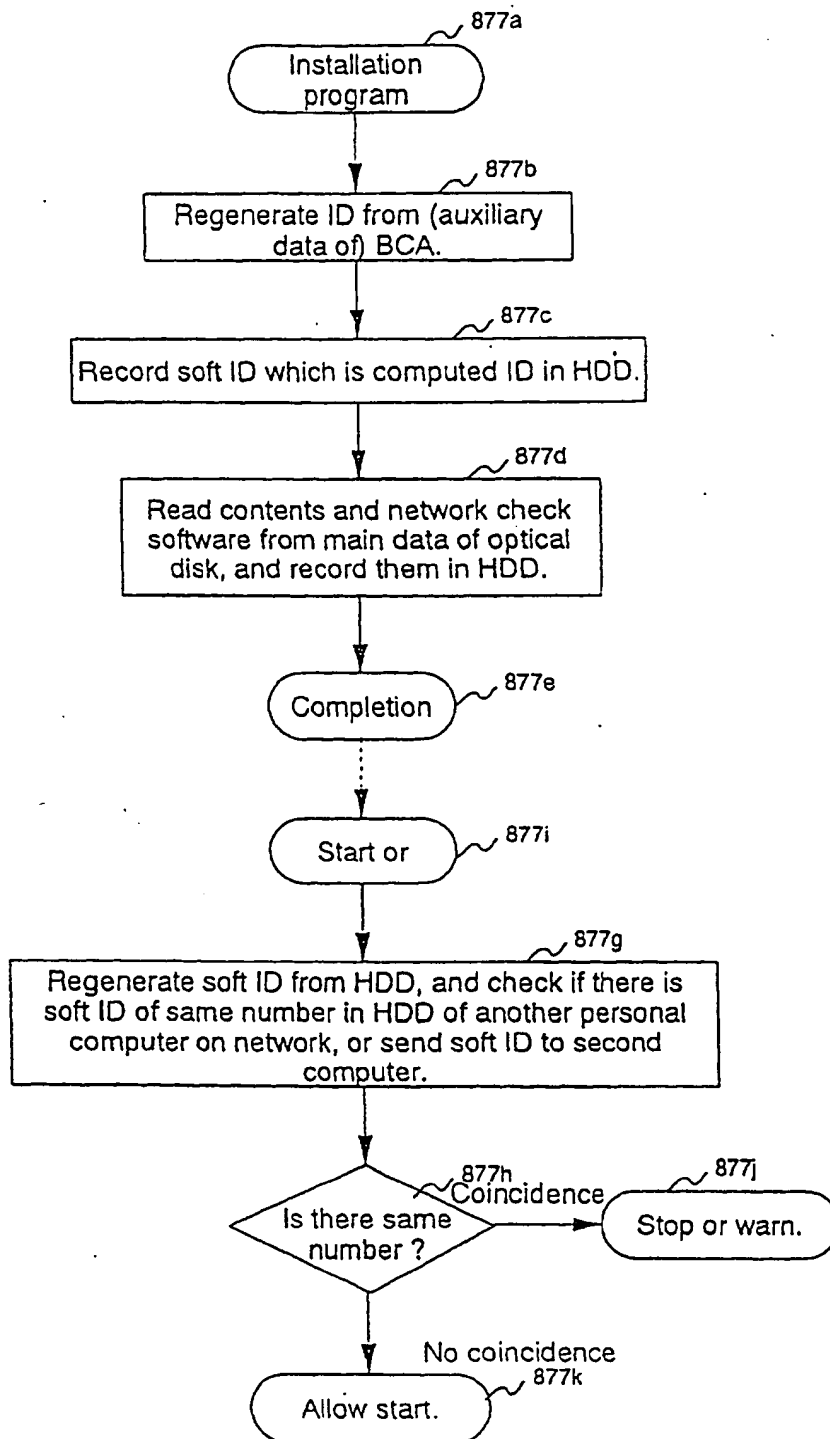 877a
Installation
program
877b
Regenerate ID from (auxiliary
data of) BCA.
877c
Record soft ID which is computed ID in HDD.
877d
Read contents and network check
software from main data of optical
disk, and record them in HDD.
877e
Completion
877i
Start or
877g
Regenerate soft ID from HDD, and check if there is
soft ID of same number in HDD of another personal
computer on network, or send soft ID to second
computer.
877h
Coincidence
877j
Is there same
number ?
Stop or warn.
No coincidence
877k
Allow start.